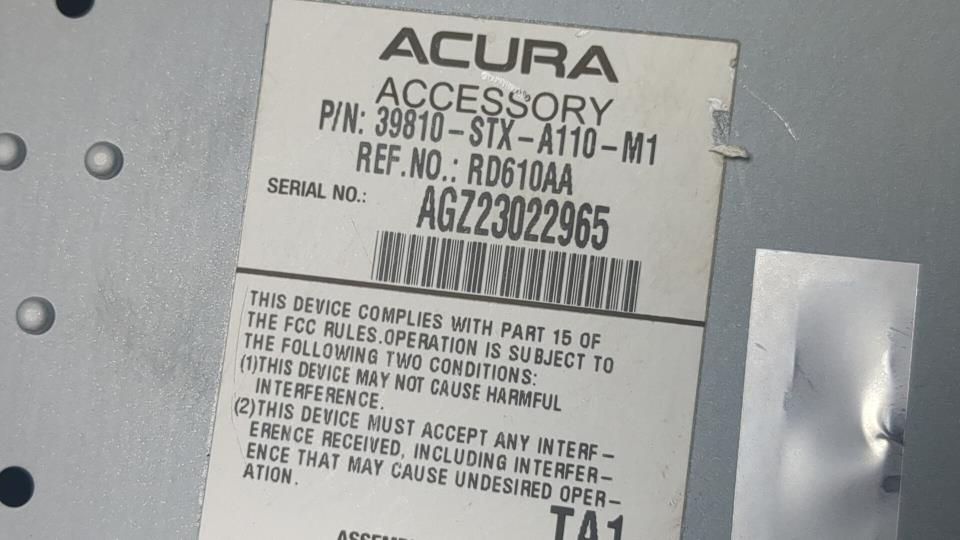 ACURA
ACCESSORY
P/N: 39810-STX-A110-M1
REF.NO.: RD610AA
SERIAL NO.: AGZ23022965
THIS DEVICE COMPLIES WITH PART 15 OF
THE FCC RULES.OPERATION IS SUBJECT TO
THE FOLLOWING TWO CONDITIONS:
(1)THIS DEVICE MAY NOT CAUSE HARMFUL
INTERFERENCE.
(2)THIS DEVICE MUST ACCEPT ANY INTERF-
ERENCE RECEIVED, INCLUDING INTERFER-
ENCE THAT MAY CAUSE UNDESIRED OPER-
ATION.
TA1